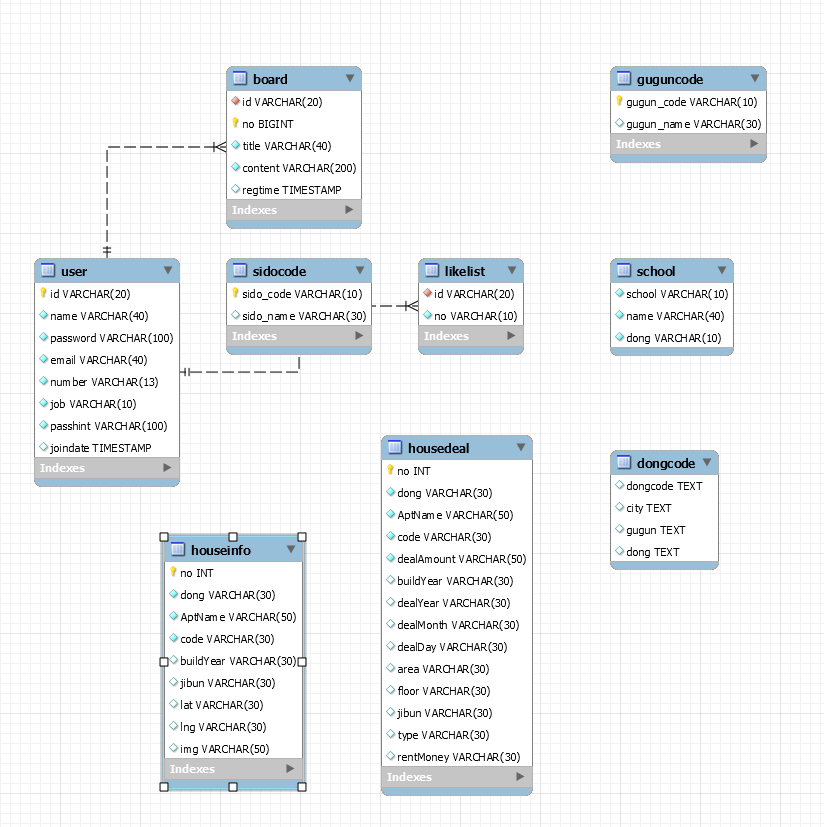 board
id VARCHAR(20)
no BIGINT
title VARCHAR(40)
content VARCHAR(200)
regtime TIMESTAMP
Indexes
guguncode
gugun_code VARCHAR(10)
gugun_name VARCHAR(30)
Indexes
user
id VARCHAR(20)
name VARCHAR(40)
password VARCHAR(100)
email VARCHAR(40)
number VARCHAR(13)
job VARCHAR(10)
passhint VARCHAR(100)
joindate TIMESTAMP
Indexes
sidocode
sido_code VARCHAR(10)
sido_name VARCHAR(30)
Indexes
likelist
id VARCHAR(20)
no VARCHAR(10)
Indexes
school
school VARCHAR(10)
name VARCHAR(40)
dong VARCHAR(10)
houseinfo
no INT
dong VARCHAR(30)
AptName VARCHAR(50)
code VARCHAR(30)
buildYear VARCHAR(30)
jibun VARCHAR(30)
lat VARCHAR(30)
lng VARCHAR(30)
img VARCHAR(50)
Indexes
housedeal
no INT
dong VARCHAR(30)
AptName VARCHAR(50)
code VARCHAR(30)
dealAmount VARCHAR(50)
buildYear VARCHAR(30)
dealYear VARCHAR(30)
dealMonth VARCHAR(30)
dealDay VARCHAR(30)
area VARCHAR(30)
floor VARCHAR(30)
jibun VARCHAR(30)
type VARCHAR(30)
rentMoney VARCHAR(30)
Indexes
dongcode
dongcode TEXT
city TEXT
gugun TEXT
dong TEXT